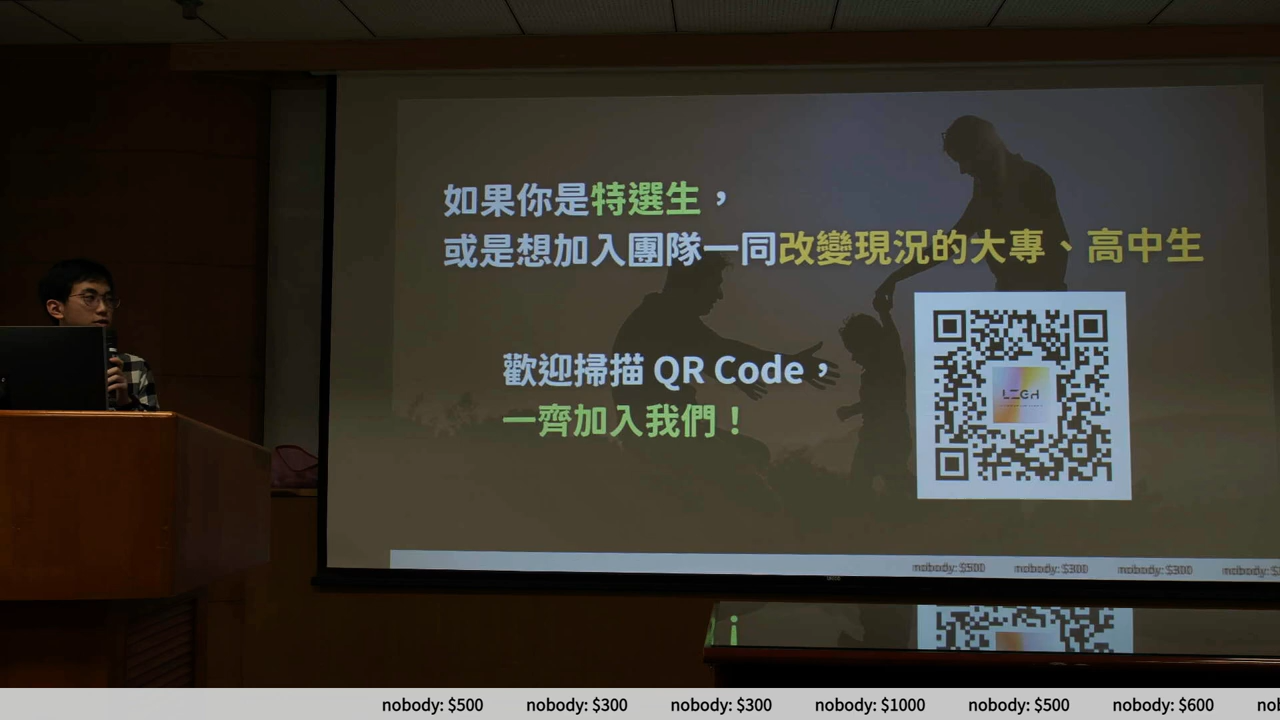 如果你是特選生，
或是想加入團隊一同改變現況的大專、高中生
歡迎掃描 QR Code，
一齊加入我們！
nobody: $500 nobody: $300 nobody: $300
nobody: $500 nobody: $300 nobody: $300 nobody: $1000 nobody: $500 nobody: $600